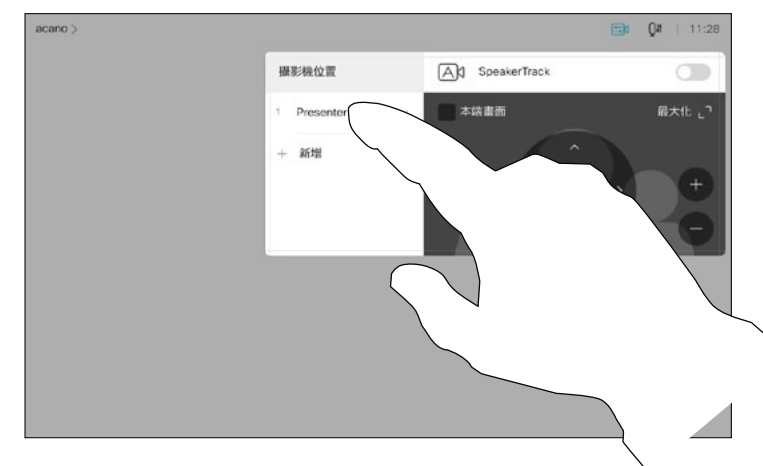 acano >
11:28
攝影機位置
SpeakerTrack
1 Presenter
本端畫面
最大化
+ 新增